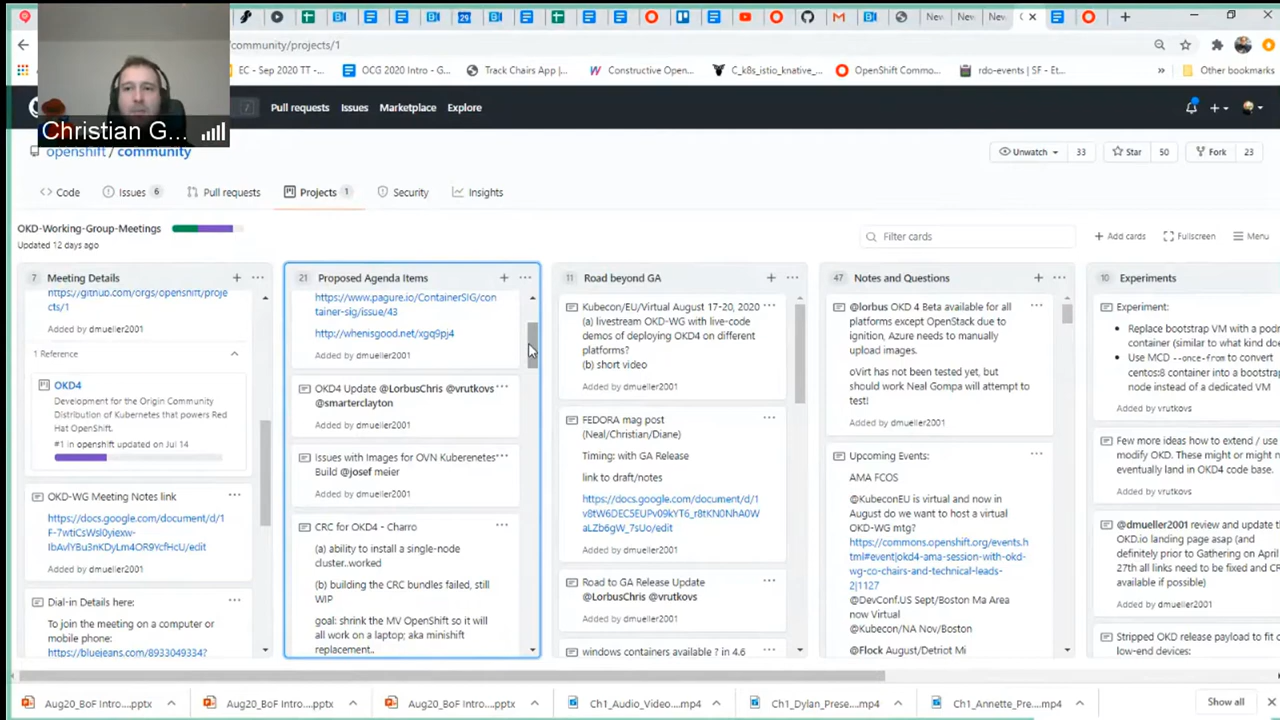 29
New
New
New
/community/projects/1
EC - Sep 2020 TT - ...
OCG 2020 Intro - G...
Track Chairs App |...
Constructive Open...
C_k8s_istio_knative_...
OpenShift Commo...
rdo-events | SF - Et...
»
Other bookmarks
/
Pull requests
Issues
Marketplace
Explore
Christian G...
openshift / community
Unwatch
33
Star
50
Fork
23
<> Code
Issues 6
Pull requests
Projects 1
Security
Insights
OKD-Working-Group-Meetings
Updated 12 days ago
Filter cards
+ Add cards
Fullscreen
Menu
7 Meeting Details + ...
https://github.com/orgs/openshift/proje
cts/1
Added by dmueller2001
1 Reference
OKD4
Development for the Origin Community
Distribution of Kubernetes that powers Red
Hat OpenShift.
#1 in openshift updated on Jul 14
OKD-WG Meeting Notes link ...
Added by dmueller2001
Dial-in Details here: ...
To join the meeting on a computer or
mobile phone:
https://bluejeans.com/8933049334?
21 Proposed Agenda Items + ...
https://www.pagure.io/ContainerSIG/con
tainer-sig/issue/43
http://whenisgood.net/xgq9pj4
Added by dmueller2001
OKD4 Update @LorbusChris @vrutkovs ...
@smarterclayton
Added by dmueller2001
Issues with Images for OVN Kuberenetes ...
Build @josef meier
Added by dmueller2001
CRC for OKD4 - Charro ...
(a) ability to install a single-node
cluster..worked
(b) building the CRC bundles failed, still
WIP
goal: shrink the MV OpenShift so it will
all work on a laptop; aka minishift
replacement..
11 Road beyond GA + ...
Kubecon/EU/Virtual August 17-20, 2020 ...
(a) livestream OKD-WG with live-code
demos of deploying OKD4 on different
platforms?
(b) short video
Added by dmueller2001
FEDORA mag post ...
(Neal/Christian/Diane)
Timing: with GA Release
link to draft/notes
Added by dmueller2001
Road to GA Release Update ...
@LorbusChris @vrutkovs
Added by dmueller2001
windows containers available ? in 4.6 ...
47 Notes and Questions + ...
@lorbus OKD 4 Beta available for all ...
platforms except OpenStack due to
ignition, Azure needs to manually
upload images.
oVirt has not been tested yet, but
should work Neal Gompa will attempt to
test!
Added by dmueller2001
Upcoming Events: ...
AMA FCOS
@KubeconEU is virtual and now in
August do we want to host a virtual
OKD-WG mtg?
https://commons.openshift.org/events.h
tml#event|okd4-ama-session-with-okd-
wg-co-chairs-and-technical-leads-
2|1127
@DevConf.US Sept/Boston Ma Area
now Virtual
@Kubecon/NA Nov/Boston
@Flock August/Detriot Mi
10 Experiments
Experiment:
• Replace bootstrap VM with a pod
container (similar to what kind do
• Use MCD --once-from to convert
centos:8 container into a bootstrap
node instead of a dedicated VM
Added by vrutkovs
Few more ideas how to extend / use
modify OKD. These might or might n
eventually land in OKD4 code base.
Added by vrutkovs
@dmueller2001 review and update th
OKD.io landing page asap (and
definitely prior to Gathering on April
27th all links need to be fixed and CR
available if possible)
Added by dmueller2001
Stripped OKD release payload to fit o
low-end devices:
Aug20_BoF Intro....pptx
Aug20_BoF Intro....pptx
Aug20_BoF Intro....pptx
Ch1_Audio_Video....mp4
Ch1_Dylan_Prese....mp4
Ch1_Annette_Pre....mp4
Show all